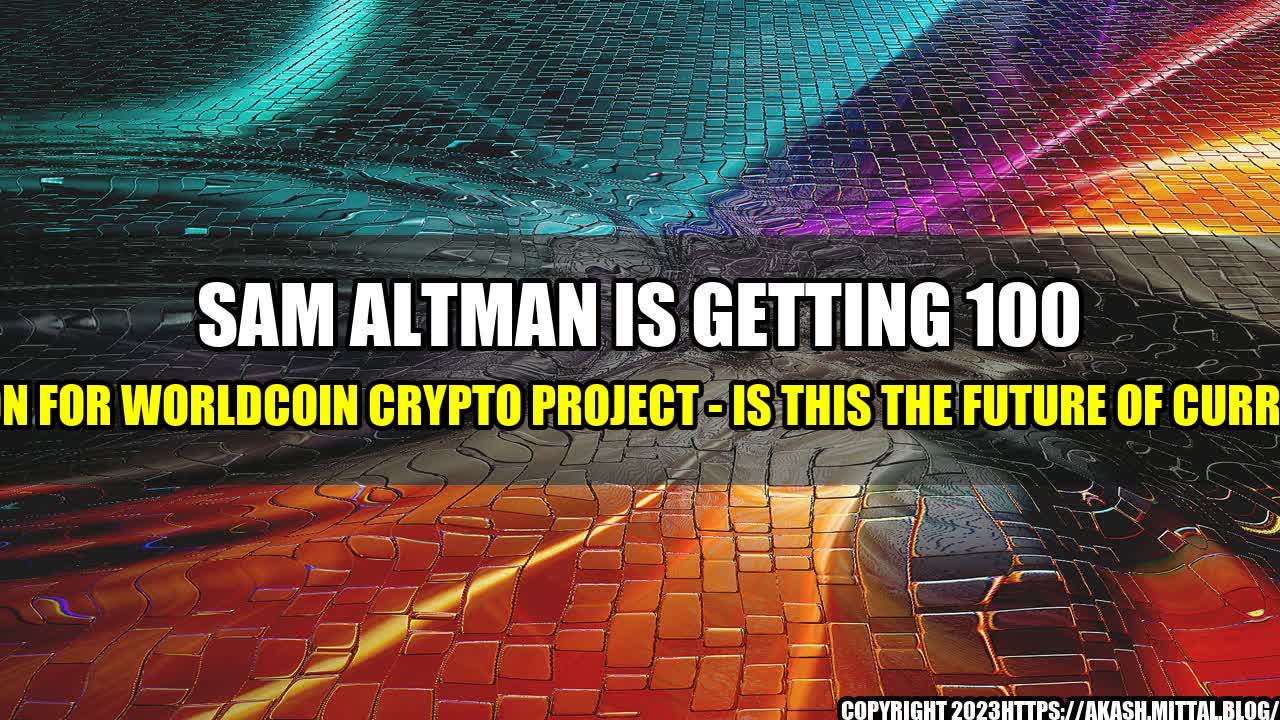 SAM ALTMAN IS GETTING 100
ON FOR WORLDCOIN CRYPTO PROJECT - IS THIS THE FUTURE OF CURR
COPYRIGHT 2023HTTPS://AKASH.MITTAL.BLOG/